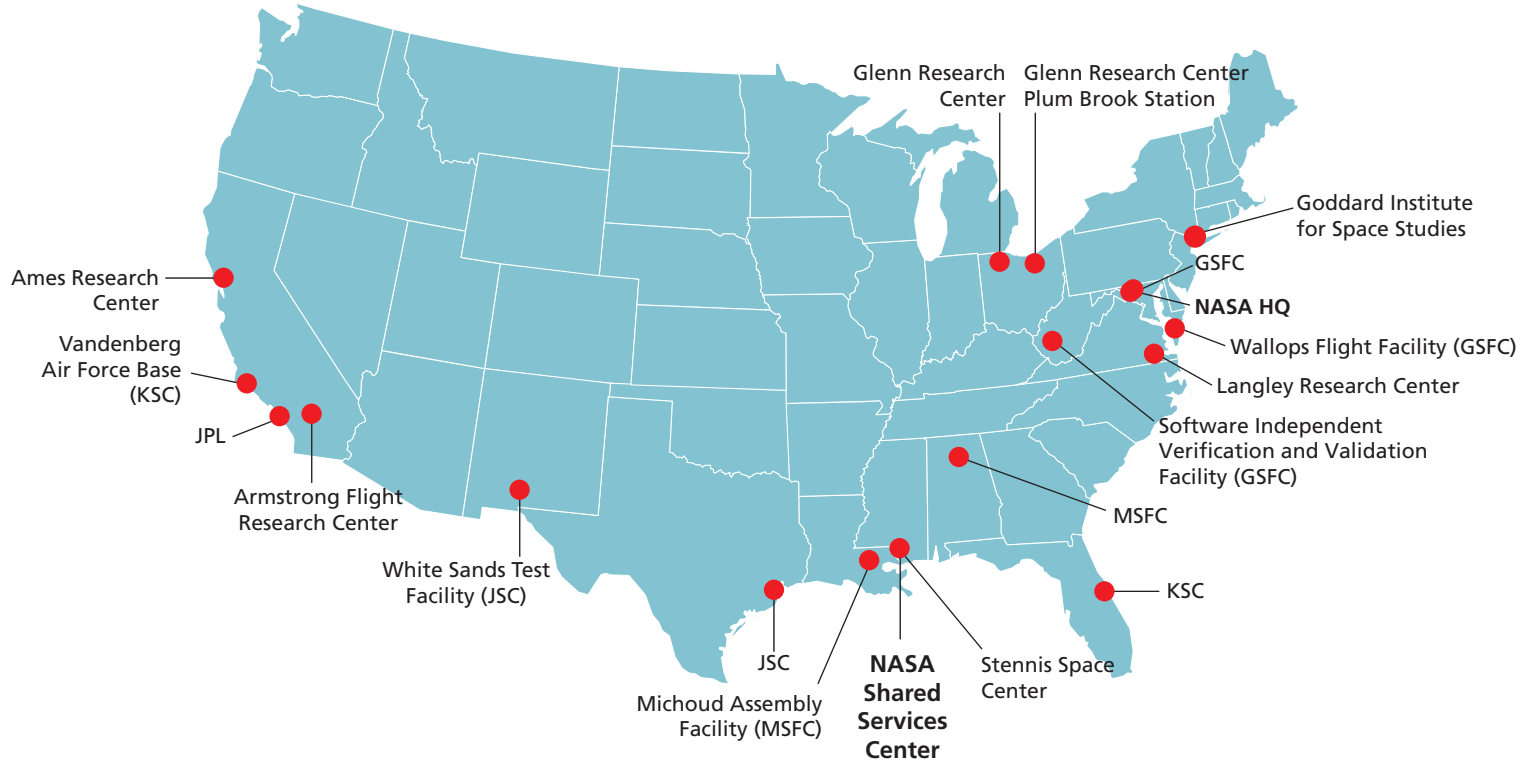 Glenn Research
Center
Glenn Research Center
Plum Brook Station
Goddard Institute
for Space Studies
GSFC
NASA HQ
Wallops Flight Facility (GSFC)
Langley Research Center
Software Independent
Verification and Validation
Facility (GSFC)
MSFC
KSC
Ames Research
Center
Vandenberg
Air Force Base
(KSC)
JPL
Armstrong Flight
Research Center
White Sands Test
Facility (JSC)
JSC
Michoud Assembly
Facility (MSFC)
NASA
Shared
Services
Center
Stennis Space
Center